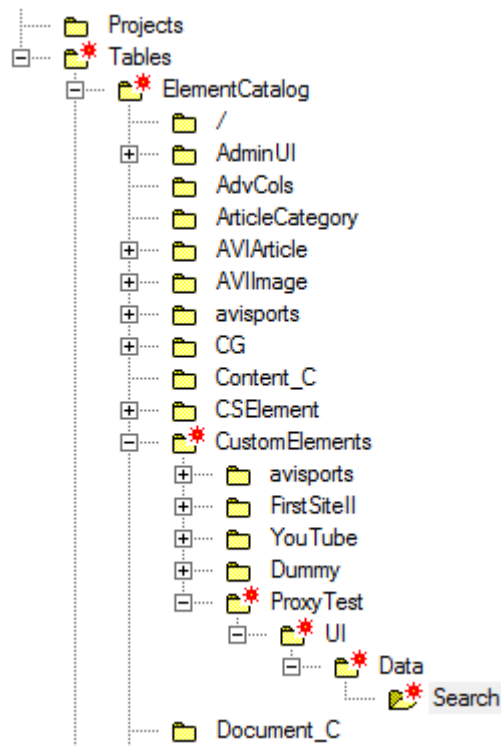 Projects
Tables
ElementCatalog
/
AdminUI
AdvCols
ArticleCategory
AVIArticle
AVIImage
avisports
CG
Content_C
CSElement
CustomElements
avisports
FirstSiteII
YouTube
Dummy
ProxyTest
UI
Data
Search
Document_C